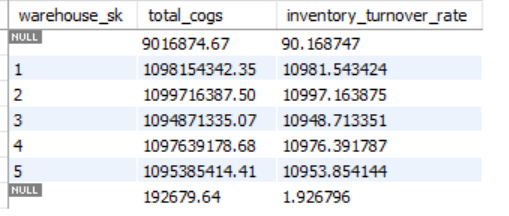 warehouse_sk total_cogs inventory_turnover_rate
NULL 9016874.67 90.168747
1 1098154342.35 10981.543424
2 1099716387.50 10997.163875
3 1094871335.07 10948.713351
4 1097639178.68 10976.391787
5 1095385414.41 10953.854144
NULL 192679.64 1.926796